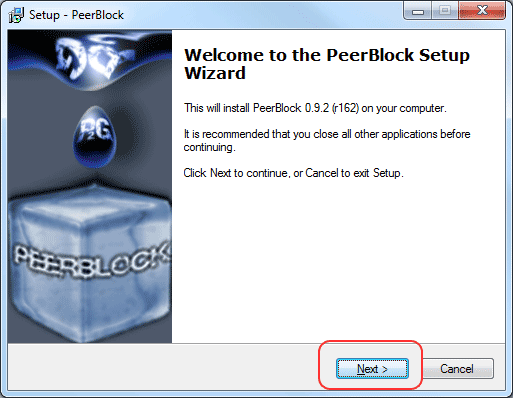 Setup - PeerBlock
Welcome to the PeerBlock Setup
Wizard
This will install PeerBlock 0.9.2 (r162) on your computer.
It is recommended that you close all other applications before
continuing.
Click Next to continue, or Cancel to exit Setup.
P2G
PEERBLOCK
Next >
Cancel